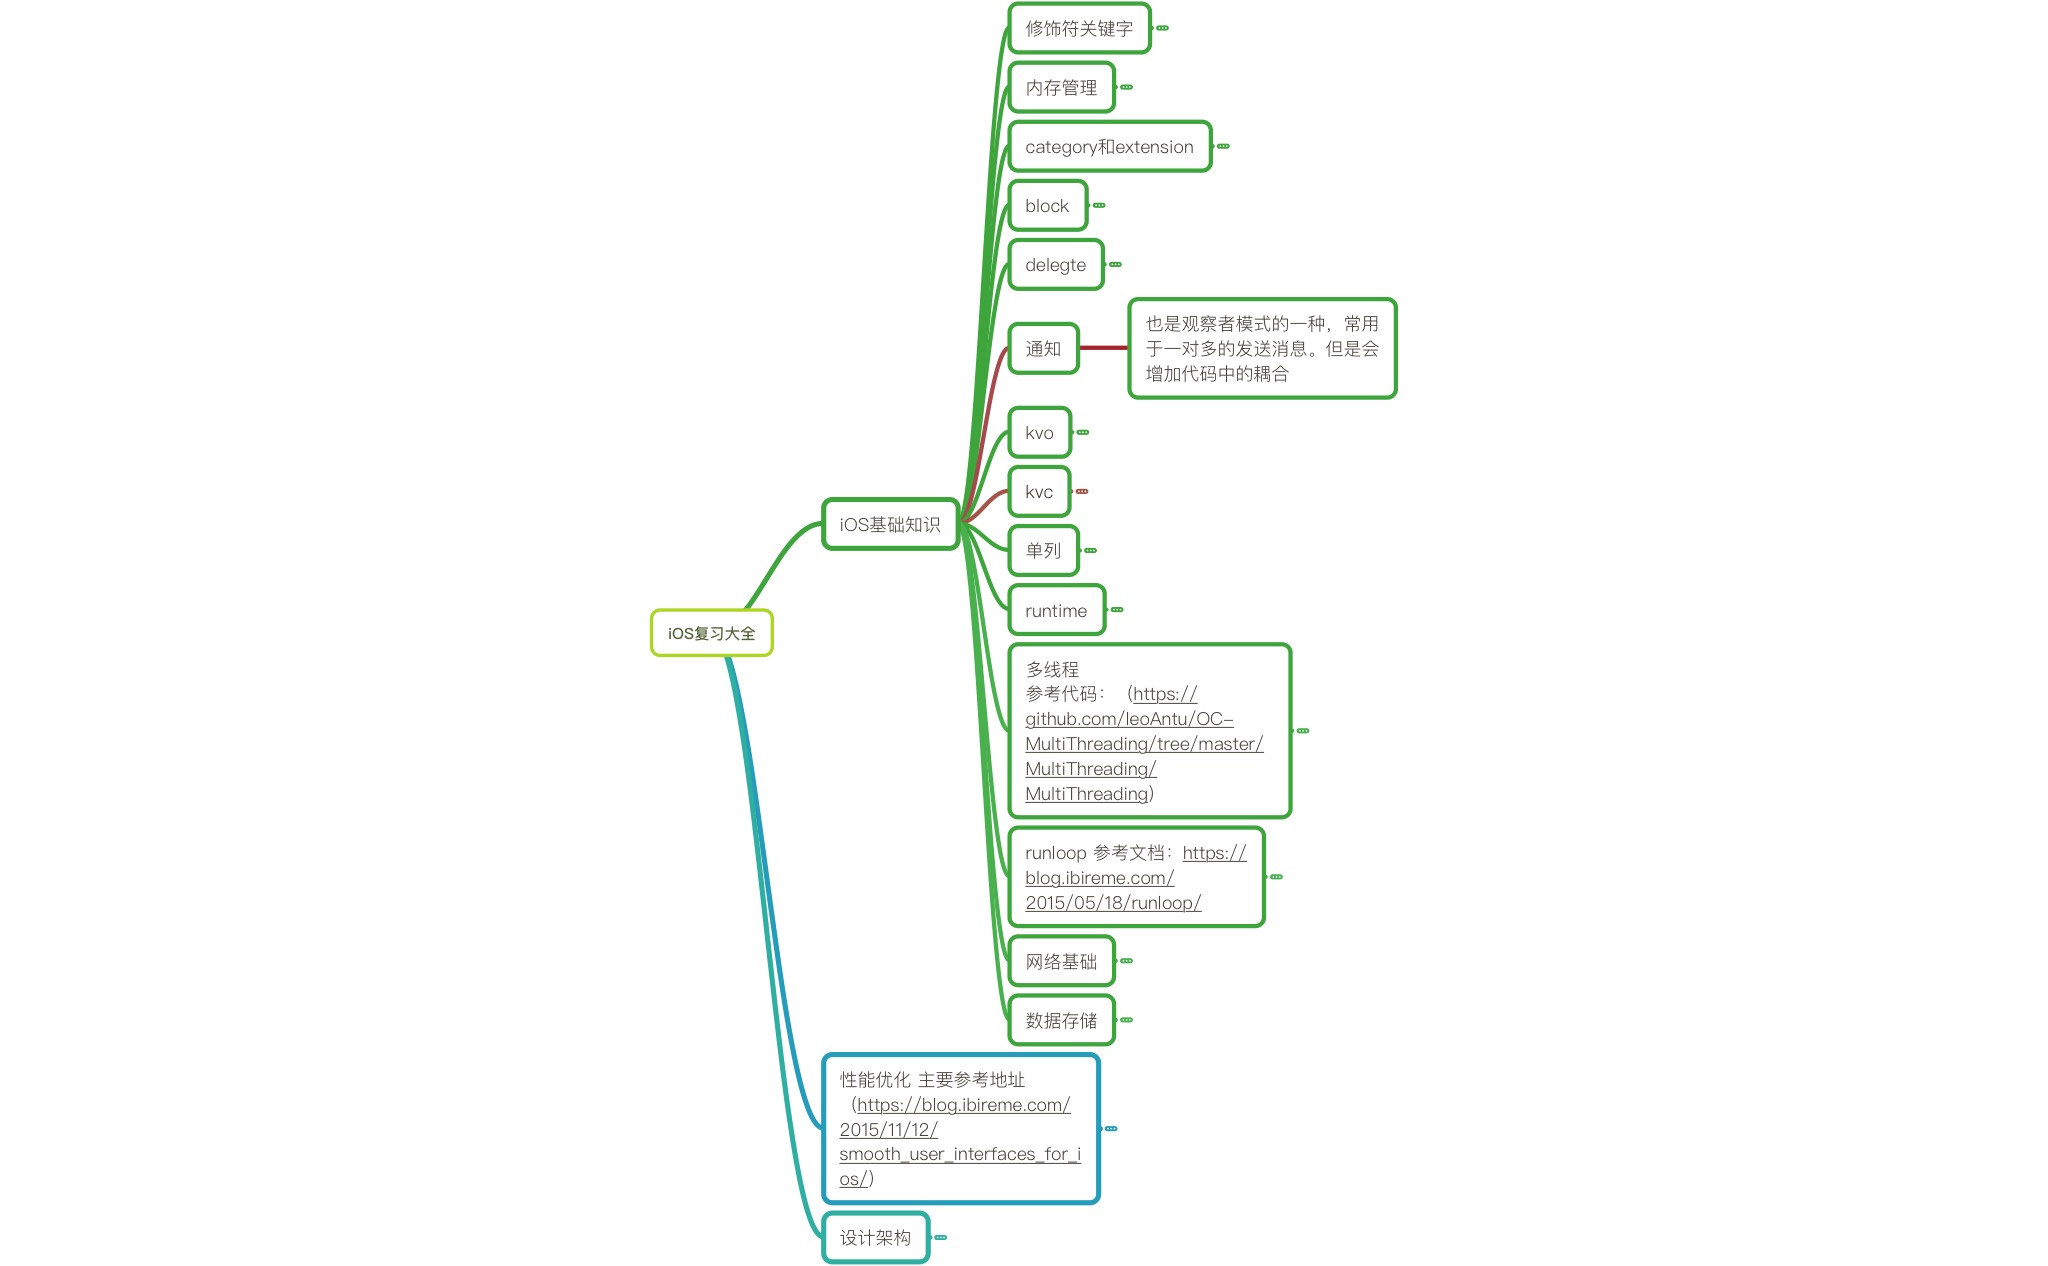 修饰符关键字
内存管理
category和extension
block
delegte
通知
也是观察者模式的一种，常用
于一对多的发送消息。但是会
增加代码中的耦合
kvo
kvc
iOS基础知识
单列
runtime
iOS复习大全
多线程
参考代码：（https://
github.com/leoAntu/OC-
MultiThreading/tree/master/
MultiThreading/
MultiThreading）
runloop 参考文档：https://
blog.ibireme.com/
2015/05/18/runloop/
网络基础
数据存储
性能优化 主要参考地址
（https://blog.ibireme.com/
2015/11/12/
smooth_user_interfaces_for_i
os/）
设计架构